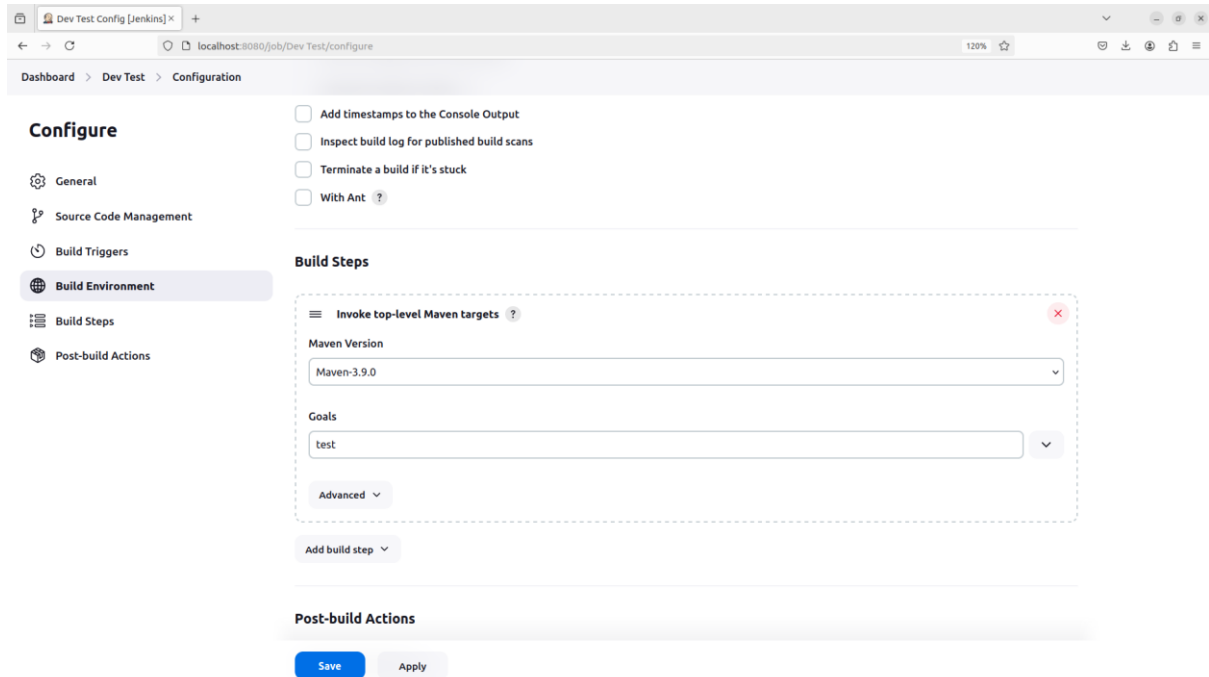 Dev Test Config [Jenkins] × +
localhost:8080/job/Dev Test/configure 120%
Dashboard > Dev Test > Configuration
Configure
General
Source Code Management
Build Triggers
Build Environment
Build Steps
Post-build Actions
Add timestamps to the Console Output
Inspect build log for published build scans
Terminate a build if it's stuck
With Ant ?
Build Steps
Invoke top-level Maven targets ?
Maven Version
Maven-3.9.0
Goals
test
Advanced
Add build step
Post-build Actions
Save Apply